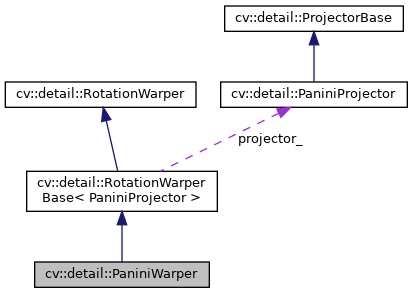 cv::detail::ProjectorBase
cv::detail::RotationWarper
cv::detail::PaniniProjector
projector_
cv::detail::RotationWarper
Base< PaniniProjector >
cv::detail::PaniniWarper